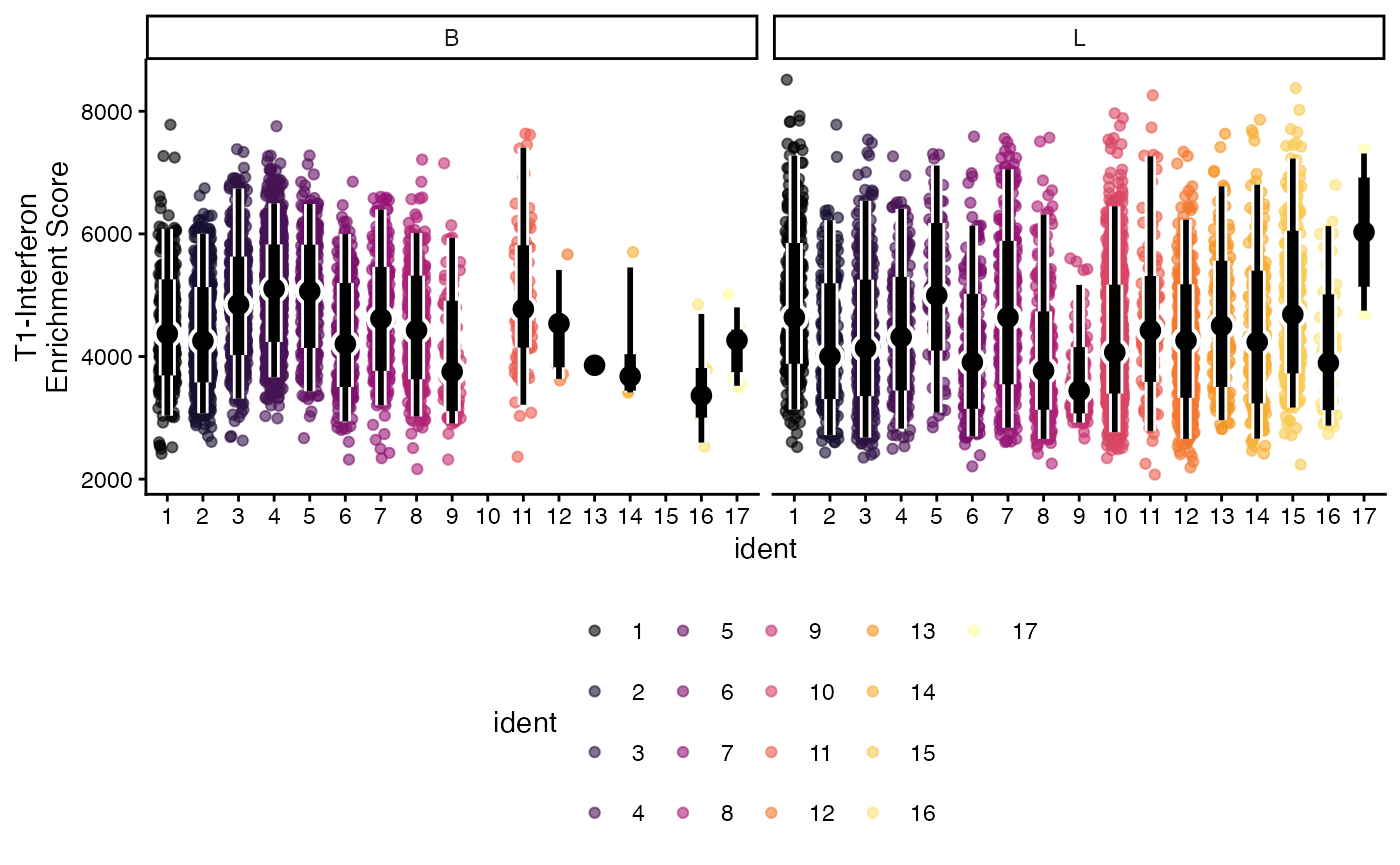 B
L
T1-Interferon
Enrichment Score
8000
6000
4000
2000
1 2 3 4 5 6 7 8 9 10 11 12 13 14 15 16 17
1 2 3 4 5 6 7 8 9 10 11 12 13 14 15 16 17
ident
ident
1 5 9 13 17
2 6 10 14
3 7 11 15
4 8 12 16